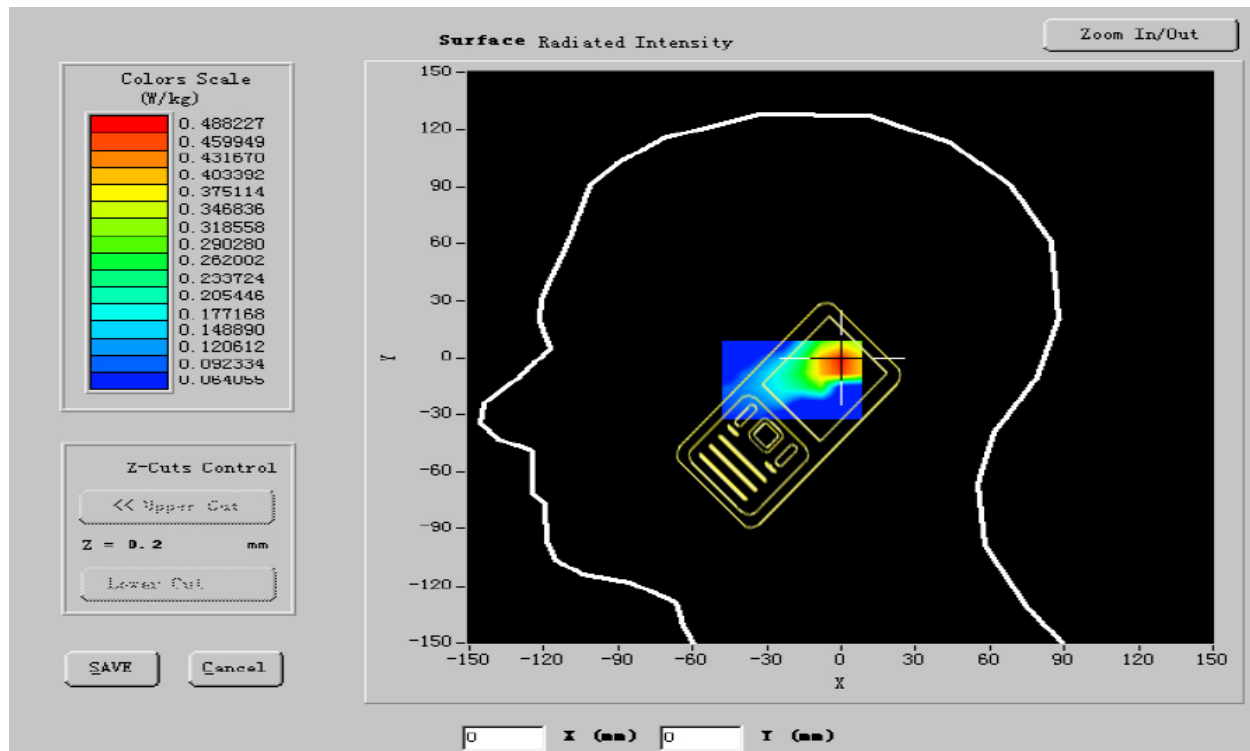 Surface Radiated Intensity
Zoom In/Out
Colors Scale
(W/kg)
0.488227
0.459949
0.431670
0.403392
0.375114
0.346836
0.318558
0.290280
0.262002
0.233724
0.205446
0.177168
0.148890
0.120612
0.092334
0.064055
Z-Cuts Control
<< Upper Cut
Z = 0.2 mm
Lower Cut
SAVE
Cancel
150
120
90
60
30
0
-30
-60
-90
-120
-150
Y
-150 -120 -90 -60 -30 0 30 60 90 120 150
X
0 X (mm) 0 Y (mm)